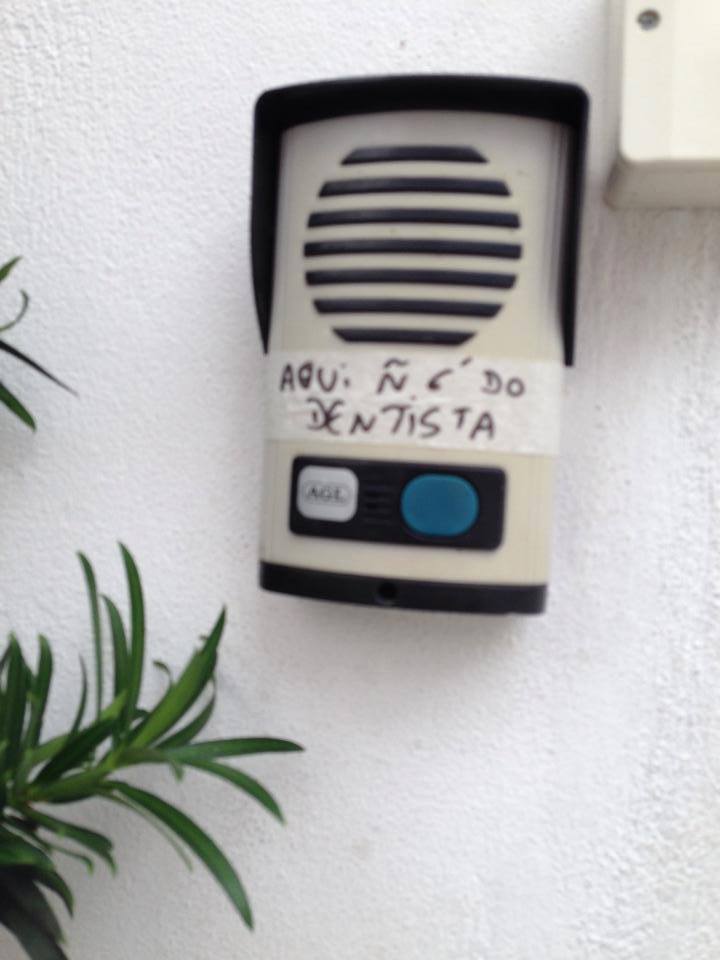 AQUi Ñ É DO
DENTiSTA
AGL